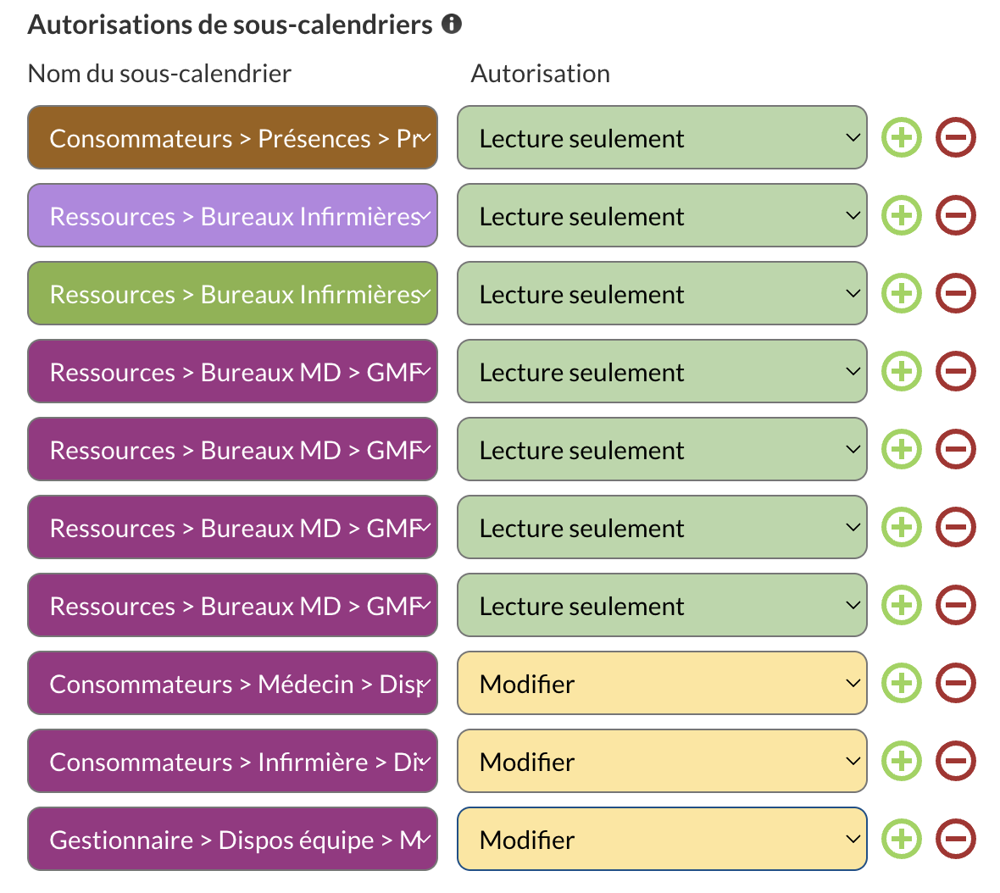 Autorisations de sous-calendriers
Nom du sous-calendrier Autorisation
Consommateurs > Présences > Pr Lecture seulement
Ressources > Bureaux Infirmières Lecture seulement
Ressources > Bureaux Infirmières Lecture seulement
Ressources > Bureaux MD > GMF Lecture seulement
Ressources > Bureaux MD > GMF Lecture seulement
Ressources > Bureaux MD > GMF Lecture seulement
Ressources > Bureaux MD > GMF Lecture seulement
Consommateurs > Médecin > Disp Modifier
Consommateurs > Infirmière > Dis Modifier
Gestionnaire > Dispos équipe > M Modifier